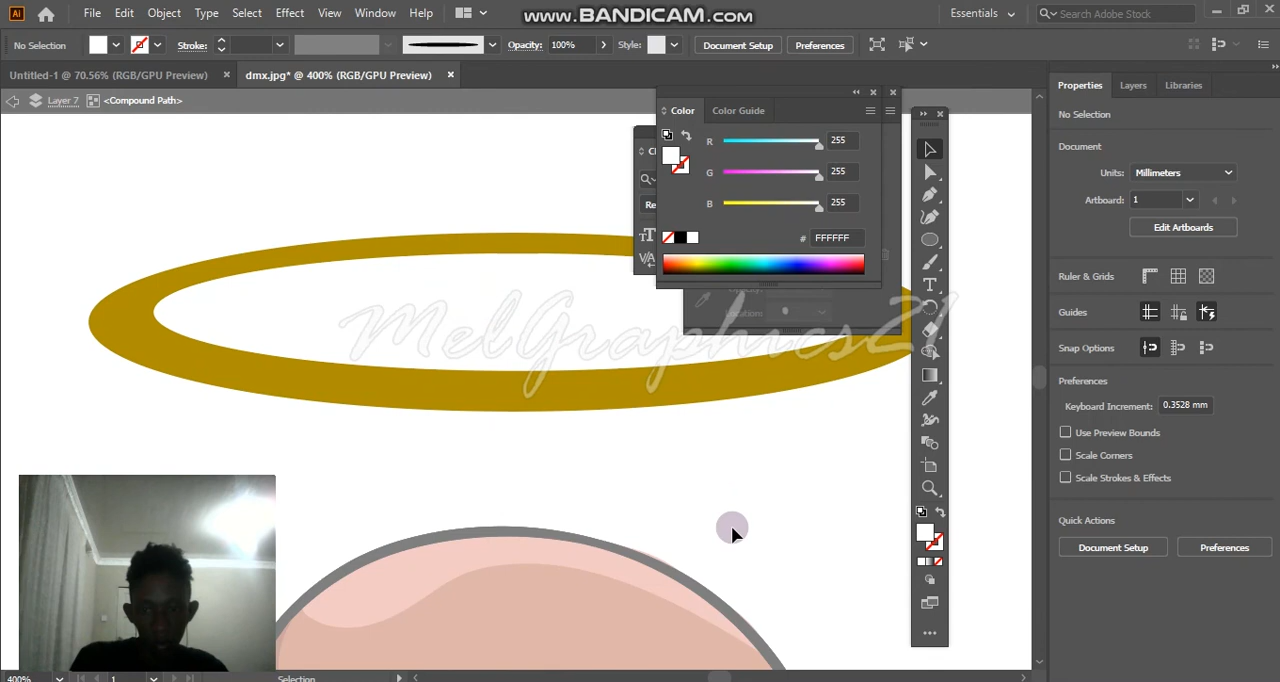 www.BANDICAM.com
File Edit Object Type Select Effect View Window Help
Essentials
Search Adobe Stock
No Selection
Stroke:
Opacity: 100%
Style:
Document Setup
Preferences
Untitled-1 @ 70.56% (RGB/GPU Preview)
dmx.jpg* @ 400% (RGB/GPU Preview)
Layer 7
<Compound Path>
Color
Color Guide
R 255
G 255
B 255
# FFFFFF
MelGraphics21
400%
1
Selection
Properties
Layers
Libraries
No Selection
Document
Units: Millimeters
Artboard: 1
Edit Artboards
Ruler & Grids
Guides
Snap Options
Preferences
Keyboard Increment: 0.3528 mm
Use Preview Bounds
Scale Corners
Scale Strokes & Effects
Quick Actions
Document Setup
Preferences